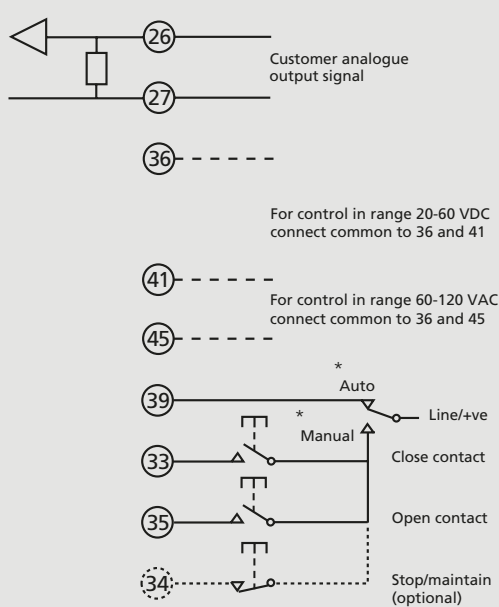 26
Customer analogue
output signal
27
36
For control in range 20-60 VDC
connect common to 36 and 41
41
For control in range 60-120 VAC
connect common to 36 and 45
45
*
Auto
39
Line/+ve
*
Manual
33
Close contact
35
Open contact
34
Stop/maintain
(optional)